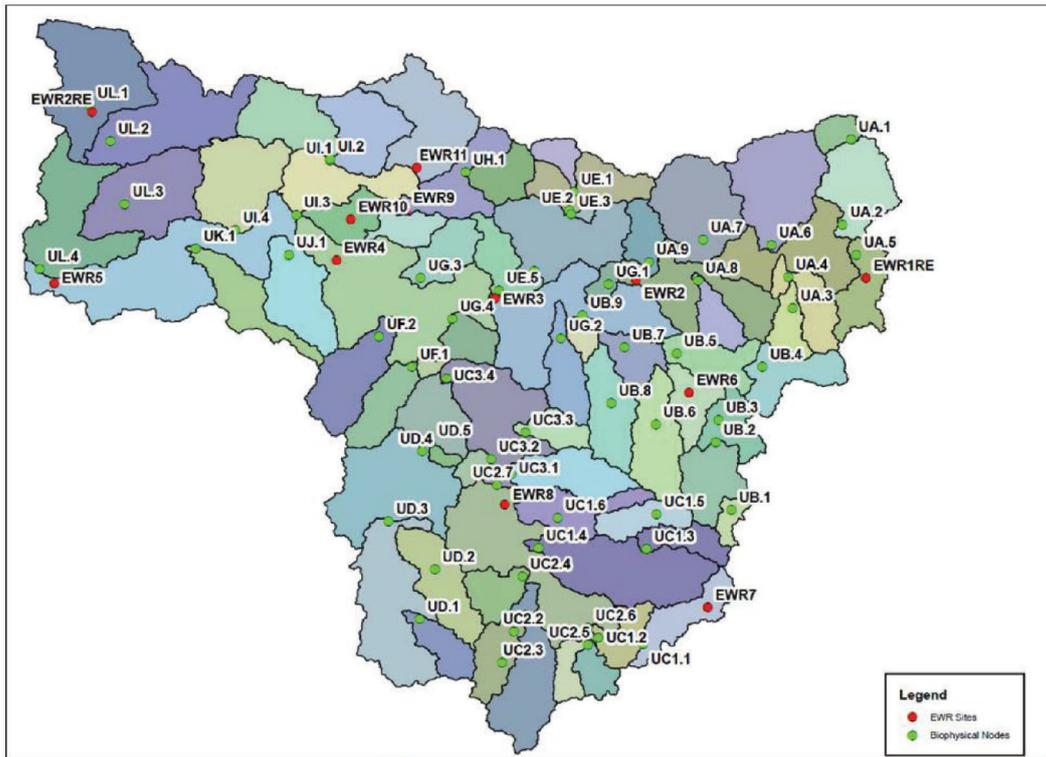 EWR2RE
UL.1
UL.2
UA.1
UI.1
UI.2
EWR11
UH.1
UE.1
UL.3
UE.2
UE.3
EWR9
UI.3
EWR10
UI.4
UA.2
UA.7
UA.6
UK.1
UJ.1
EWR4
UA.9
UA.5
UL.4
EWR5
UG.3
UE.5
UG.1
UA.8
UA.4
EWR1RE
EWR3
EWR2
UB.9
UA.3
UG.4
UF.2
UG.2
UB.7
UB.5
UB.4
UF.1
UC3.4
EWR6
UB.8
UB.3
UB.6
UC3.3
UD.4
UD.5
UB.2
UC3.2
UC3.1
UC2.7
EWR8
UC1.5
UB.1
UC1.6
UD.3
UC1.4
UC1.3
UC2.4
UD.2
EWR7
UD.1
UC2.6
UC2.2
UC2.5
UC1.2
UC2.3
UC1.1
Legend
EWR Sites
Biophysical Nodes